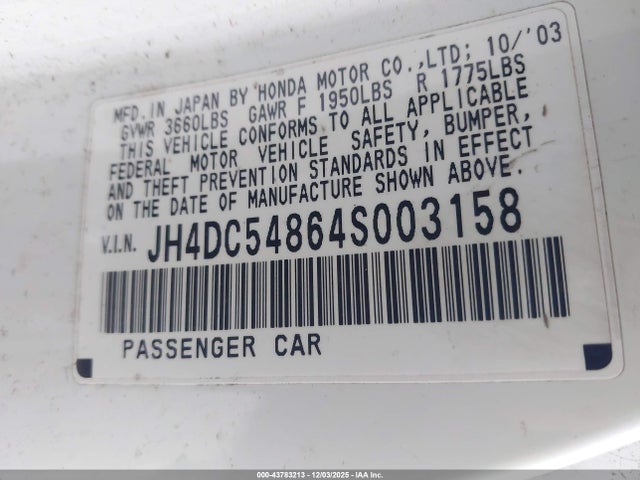 MFD. IN JAPAN BY HONDA MOTOR CO.,LTD; 10/'03
GVWR 3660LBS GAWR F 1950LBS R 1775LBS
THIS VEHICLE CONFORMS TO ALL APPLICABLE
FEDERAL MOTOR VEHICLE SAFETY, BUMPER,
AND THEFT PREVENTION STANDARDS IN EFFECT
ON THE DATE OF MANUFACTURE SHOWN ABOVE.
V.I.N. JH4DC54864S003158
PASSENGER CAR
000-43783213 - 12/03/2025 - IAA Inc.